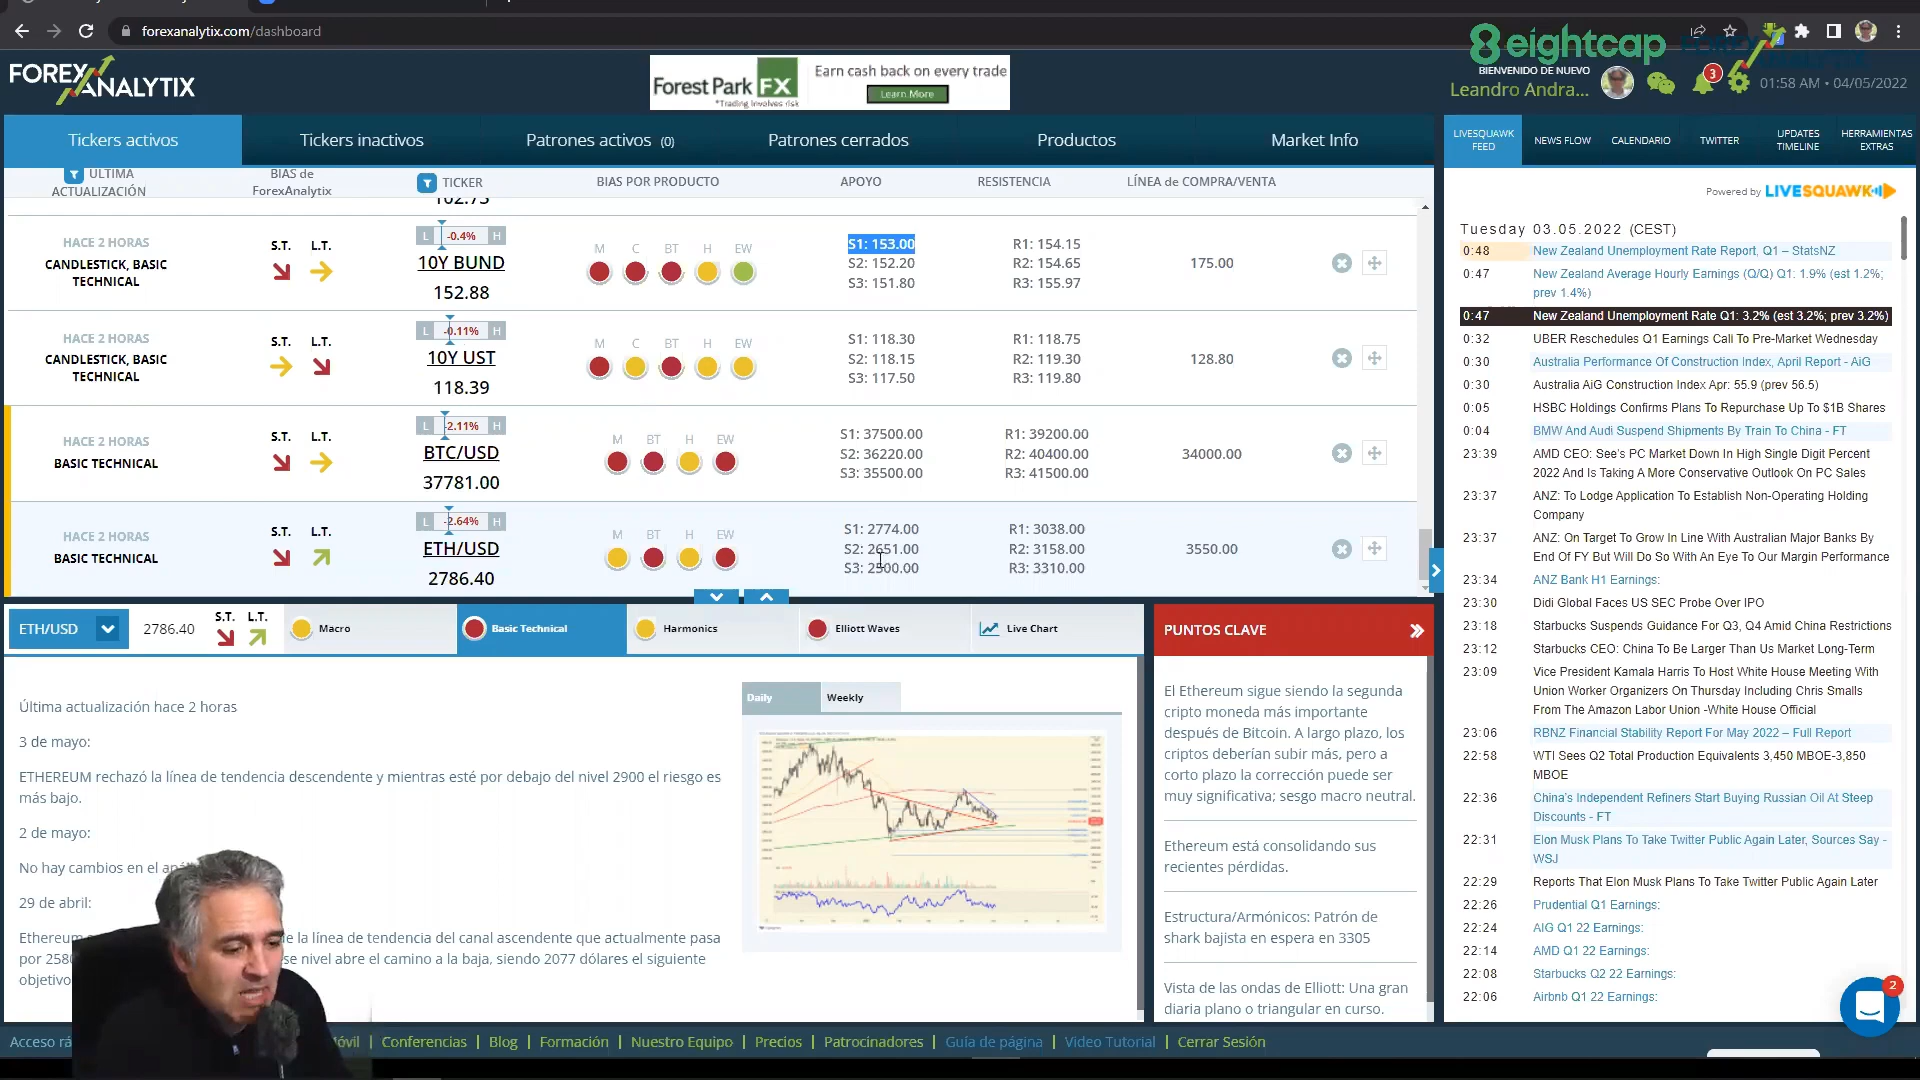 forexanalytix.com/dashboard
8 eightcap
FOREX ANALYTIX
Forest Park FX
*Trading involves risk
Earn cash back on every trade
Learn More
BIENVENIDO DE NUEVO
Leandro Andra...
3
01:58 AM • 04/05/2022
Tickers activos
Tickers inactivos
Patrones activos (0)
Patrones cerrados
Productos
Market Info
ÚLTIMA ACTUALIZACIÓN
BIAS de ForexAnalytix
TICKER
BIAS POR PRODUCTO
APOYO
RESISTENCIA
LÍNEA de COMPRA/VENTA
HACE 2 HORAS
CANDLESTICK, BASIC TECHNICAL
S.T. L.T.
L -0.4% H
10Y BUND
152.88
M C BT H EW
S1: 153.00
S2: 152.20
S3: 151.80
R1: 154.15
R2: 154.65
R3: 155.97
175.00
HACE 2 HORAS
CANDLESTICK, BASIC TECHNICAL
S.T. L.T.
L -0.11% H
10Y UST
118.39
M C BT H EW
S1: 118.30
S2: 118.15
S3: 117.50
R1: 118.75
R2: 119.30
R3: 119.80
128.80
HACE 2 HORAS
BASIC TECHNICAL
S.T. L.T.
L -2.11% H
BTC/USD
37781.00
M BT H EW
S1: 37500.00
S2: 36220.00
S3: 35500.00
R1: 39200.00
R2: 40400.00
R3: 41500.00
34000.00
HACE 2 HORAS
BASIC TECHNICAL
S.T. L.T.
L -2.64% H
ETH/USD
2786.40
M BT H EW
S1: 2774.00
S2: 2651.00
S3: 2500.00
R1: 3038.00
R2: 3158.00
R3: 3310.00
3550.00
ETH/USD
2786.40
S.T. L.T.
Macro
Basic Technical
Harmonics
Elliott Waves
Live Chart
Última actualización hace 2 horas
3 de mayo:
ETHEREUM rechazó la línea de tendencia descendente y mientras esté por debajo del nivel 2900 el riesgo es
más bajo.
2 de mayo:
No hay cambios en el
29 de abril:
Ethereum
la línea de tendencia del canal ascendente que actualmente pasa
por
se nivel abre el camino a la baja, siendo 2077 dólares el siguiente
objetivo
Daily
Weekly
PUNTOS CLAVE
El Ethereum sigue siendo la segunda
cripto moneda más importante
después de Bitcoin. A largo plazo, los
criptos deberían subir más, pero a
corto plazo la corrección puede ser
muy significativa; sesgo macro neutral.
Ethereum está consolidando sus
recientes pérdidas.
Estructura/Armónicos: Patrón de
shark bajista en espera en 3305
Vista de las ondas de Elliott: Una gran
diaria plano o triangular en curso.
LIVESQUAWK FEED
NEWS FLOW
CALENDARIO
TWITTER
UPDATES TIMELINE
HERRAMIENTAS EXTRAS
Powered by LIVESQUAWK
Tuesday 03.05.2022 (CEST)
0:48 New Zealand Unemployment Rate Report, Q1 – StatsNZ
0:47 New Zealand Average Hourly Earnings (Q/Q) Q1: 1.9% (est 1.2%;
prev 1.4%)
0:47 New Zealand Unemployment Rate Q1: 3.2% (est 3.2%; prev 3.2%)
0:32 UBER Reschedules Q1 Earnings Call To Pre-Market Wednesday
0:30 Australia Performance Of Construction Index, April Report - AiG
0:30 Australia AiG Construction Index Apr: 55.9 (prev 56.5)
0:05 HSBC Holdings Confirms Plans To Repurchase Up To $1B Shares
0:04 BMW And Audi Suspend Shipments By Train To China - FT
23:39 AMD CEO: See's PC Market Down In High Single Digit Percent
2022 And Is Taking A More Conservative Outlook On PC Sales
23:37 ANZ: To Lodge Application To Establish Non-Operating Holding
Company
23:37 ANZ: On Target To Grow In Line With Australian Major Banks By
End Of FY But Will Do So With An Eye To Our Margin Performance
23:34 ANZ Bank H1 Earnings:
23:30 Didi Global Faces US SEC Probe Over IPO
23:18 Starbucks Suspends Guidance For Q3, Q4 Amid China Restrictions
23:12 Starbucks CEO: China To Be Larger Than Us Market Long-Term
23:09 Vice President Kamala Harris To Host White House Meeting With
Union Worker Organizers On Thursday Including Chris Smalls
From The Amazon Labor Union -White House Official
23:06 RBNZ Financial Stability Report For May 2022 – Full Report
22:58 WTI Sees Q2 Total Production Equivalents 3,450 MBOE-3,850
MBOE
22:36 China's Independent Refiners Start Buying Russian Oil At Steep
Discounts - FT
22:31 Elon Musk Plans To Take Twitter Public Again Later, Sources Say -
WSJ
22:29 Reports That Elon Musk Plans To Take Twitter Public Again Later
22:26 Prudential Q1 Earnings:
22:24 AIG Q1 22 Earnings:
22:14 AMD Q1 22 Earnings:
22:08 Starbucks Q2 22 Earnings:
22:06 Airbnb Q1 22 Earnings:
2
Acceso
Conferencias | Blog | Formación | Nuestro Equipo | Precios | Patrocinadores | Guía de página | Video Tutorial | Cerrar Sesión